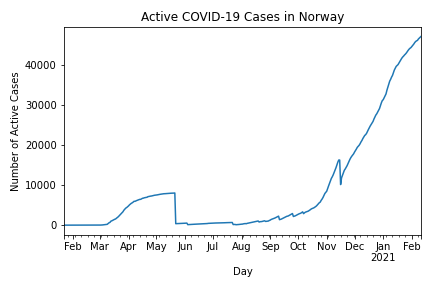 Active COVID-19 Cases in Norway
Number of Active Cases
40000
30000
20000
10000
0
Feb Mar Apr May Jun Jul Aug Sep Oct Nov Dec Jan Feb
2021
Day